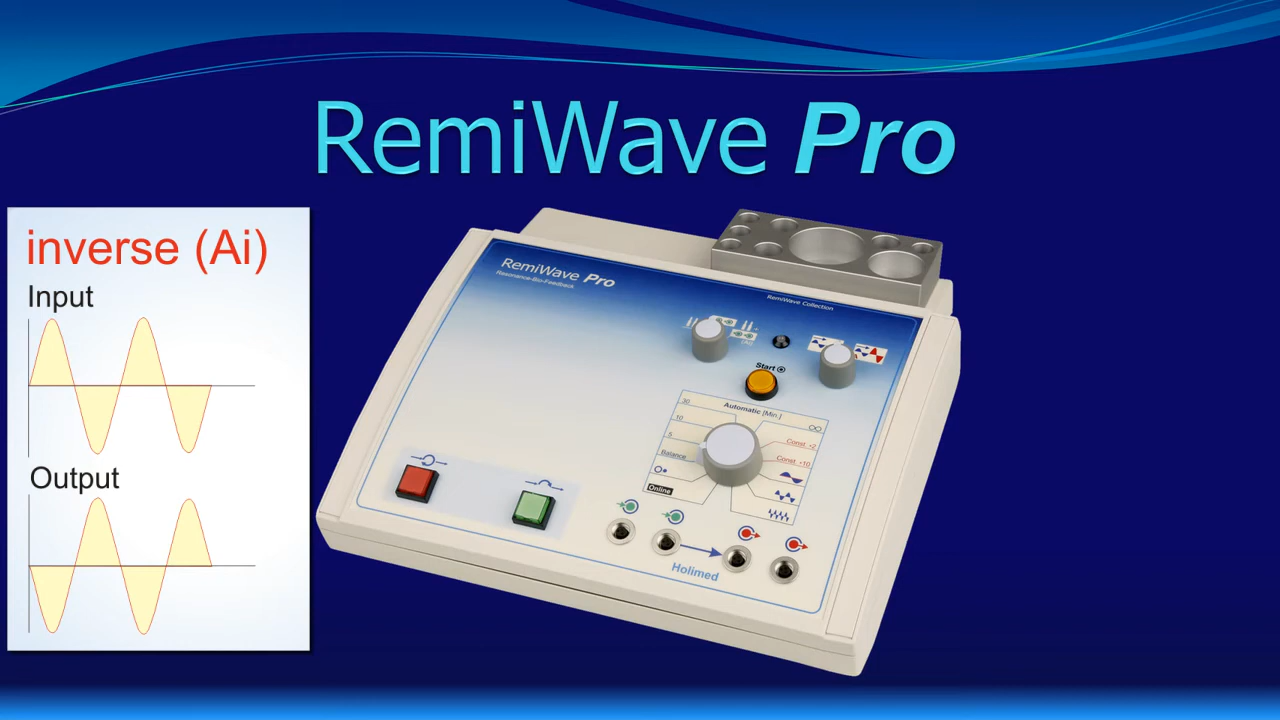 RemiWave Pro
inverse (Ai)
Input
Output
RemiWave Pro
Resonance-Bio-Feedback
RemiWave Collection
(Ai)
Start
Automatic [Min.]
30
10
5
Balance
Online
∞
Const. +2
Const. +10
Holimed